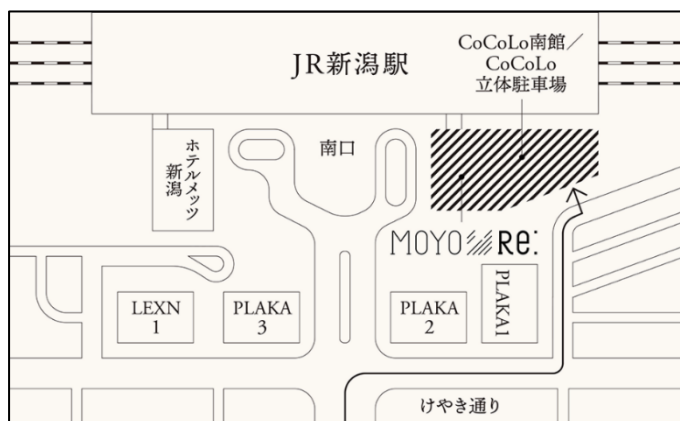 JR新潟駅
CoCoLo南館／
CoCoLo
立体駐車場
南口
ホテルメッツ
新潟
MOYO Re:
LEXN
1
PLAKA
3
PLAKA
2
PLAKA1
けやき通り